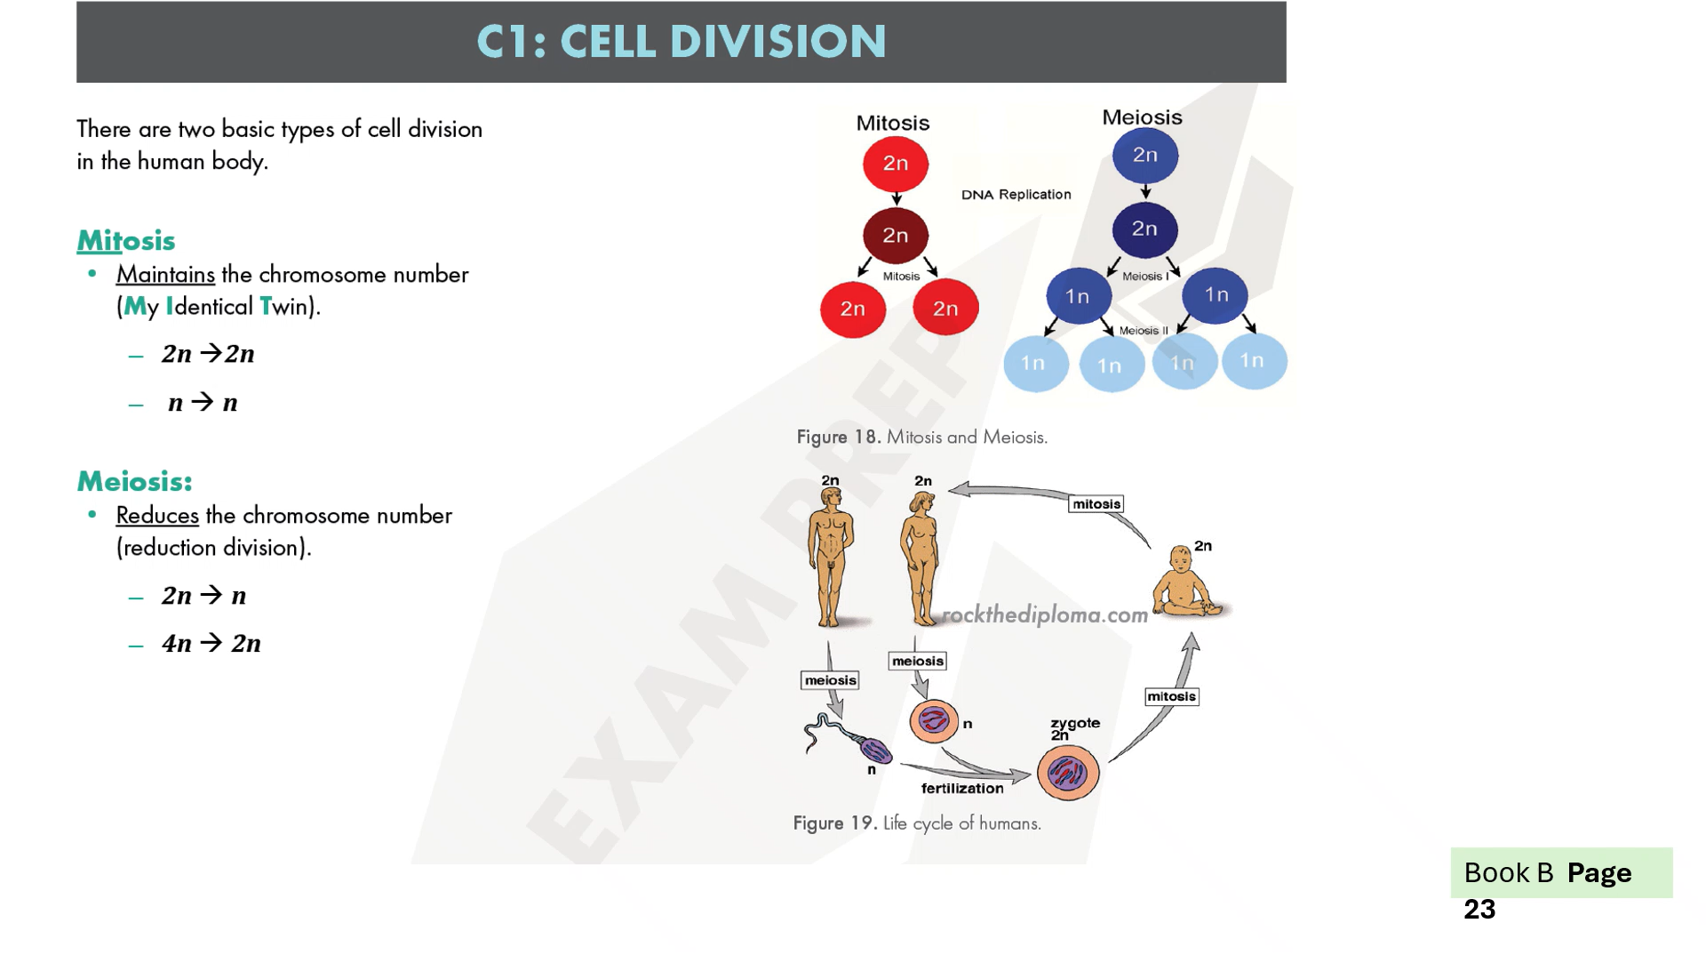 C1: CELL DIVISION
There are two basic types of cell division
in the human body.
Mitosis
• Maintains the chromosome number
(My Identical Twin).
– 2n →2n
– n → n
Meiosis:
• Reduces the chromosome number
(reduction division).
– 2n → n
– 4n → 2n
Mitosis
2n
2n
Mitosis
2n 2n
DNA Replication
Meiosis
2n
2n
Meiosis I
1n 1n
Meiosis II
1n 1n 1n 1n
Figure 18. Mitosis and Meiosis.
2n 2n
mitosis
2n
rockthediploma.com
meiosis
meiosis
mitosis
n
n
zygote
2n
fertilization
Figure 19. Life cycle of humans.
EXAM PREP
Book B Page
23